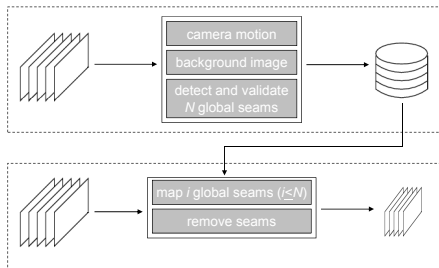 camera motion
background image
detect and validate
N global seams
map i global seams (i≤N)
remove seams